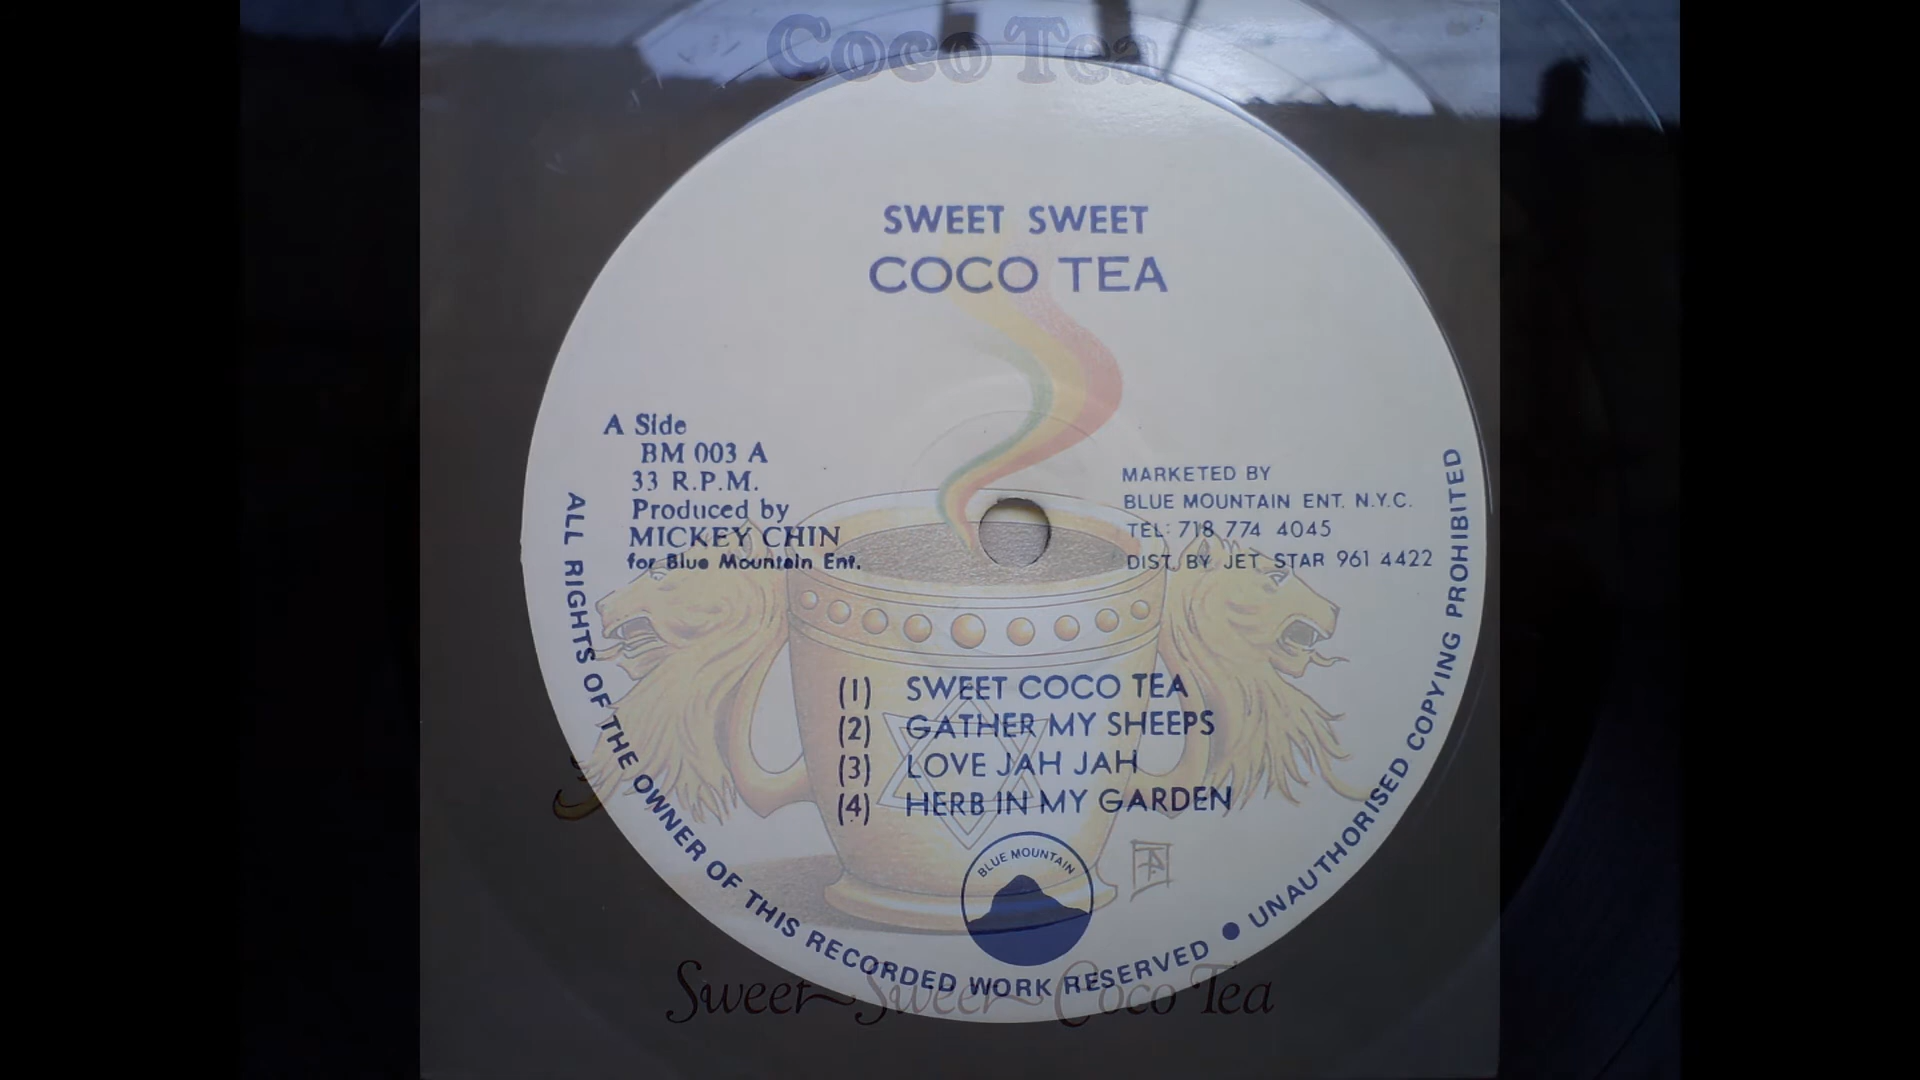 Coco Tea
SWEET SWEET
COCO TEA
A Side
BM 003 A
33 R.P.M.
Produced by
MICKEY CHIN
for Blue Mountain Ent.
MARKETED BY
BLUE MOUNTAIN ENT. N.Y.C.
TEL: 718 774 4045
DIST. BY JET STAR 961 4422
(1) SWEET COCO TEA
(2) GATHER MY SHEEPS
(3) LOVE JAH JAH
(4) HERB IN MY GARDEN
BLUE MOUNTAIN
ALL RIGHTS OF THE OWNER OF THIS RECORDED WORK RESERVED • UNAUTHORISED COPYING PROHIBITED
Sweet Sweet Coco Tea